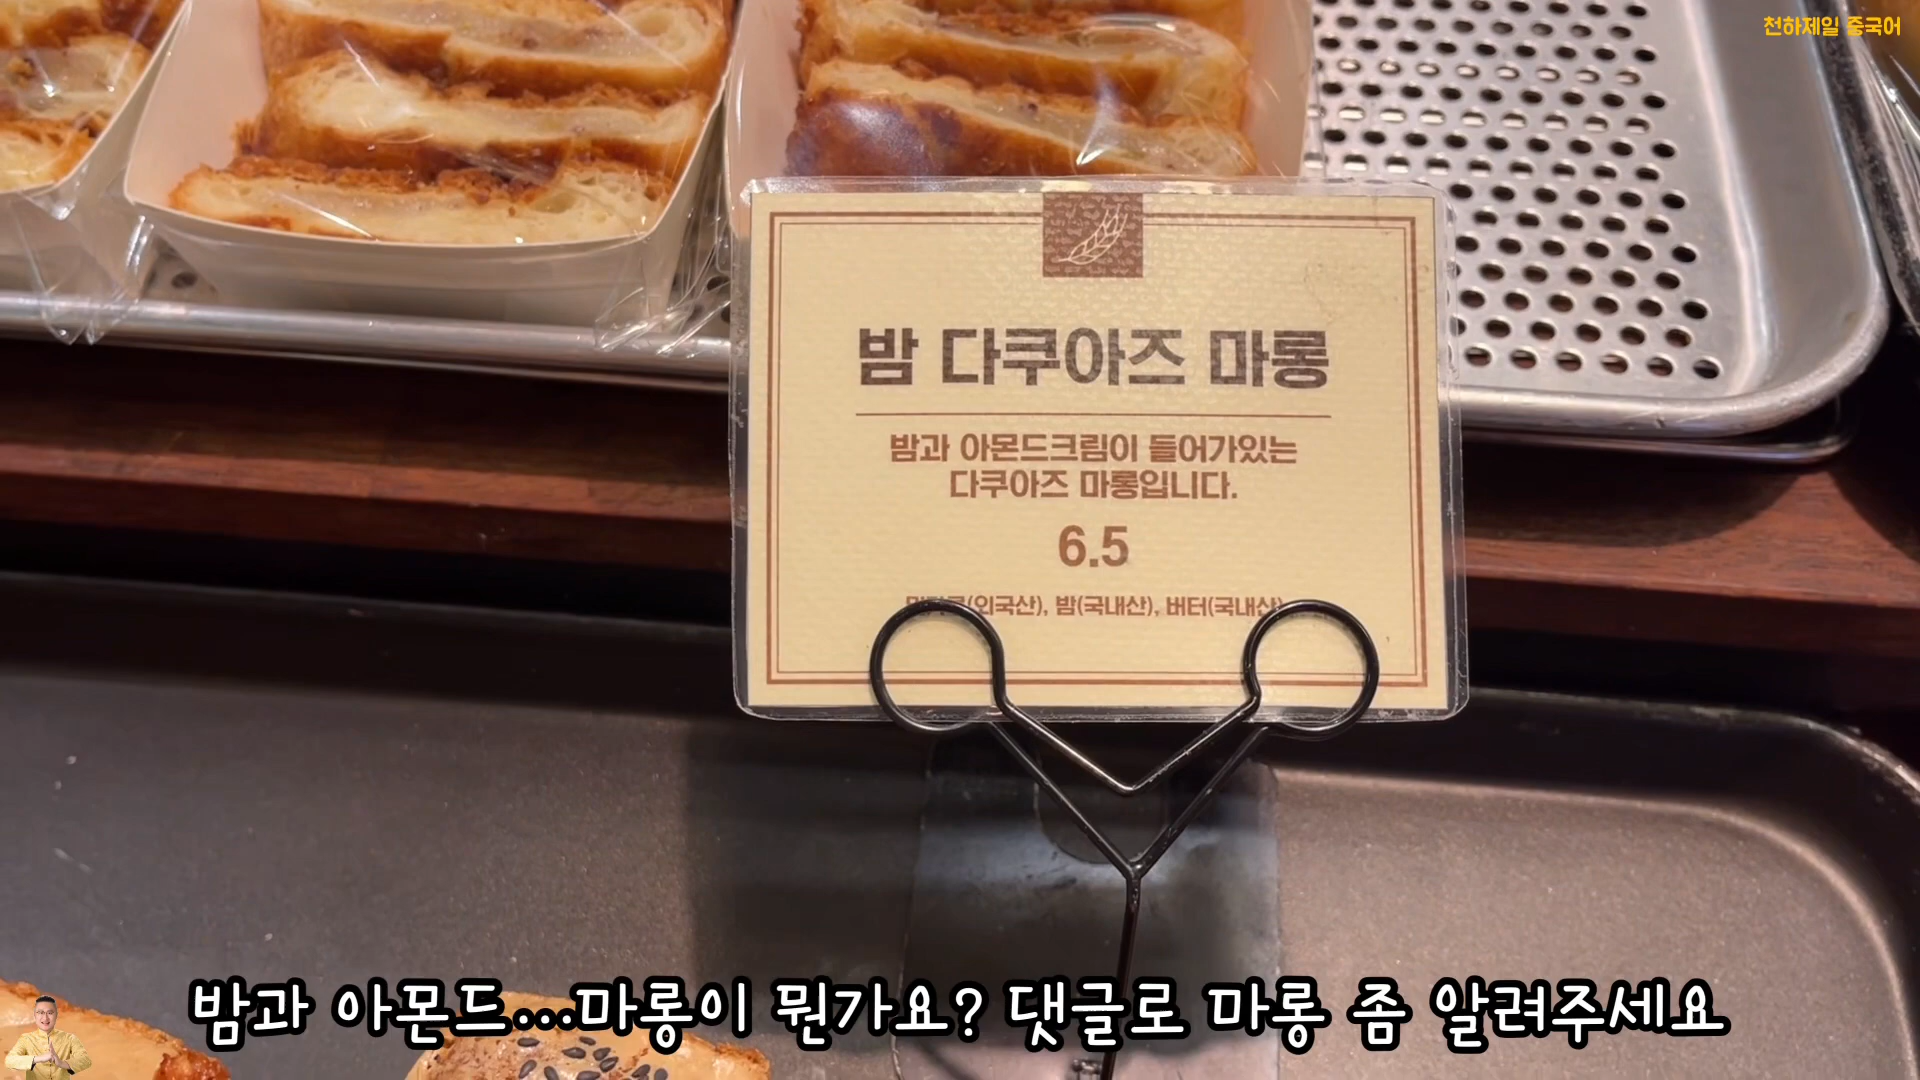 천하제일 중국어
밤 다쿠아즈 마롱
밤과 아몬드크림이 들어가있는
다쿠아즈 마롱입니다.
6.5
(외국산), 밤(국내산), 버터(국내산)
밤과 아몬드...마롱이 뭔가요? 댓글로 마롱 좀 알려주세요